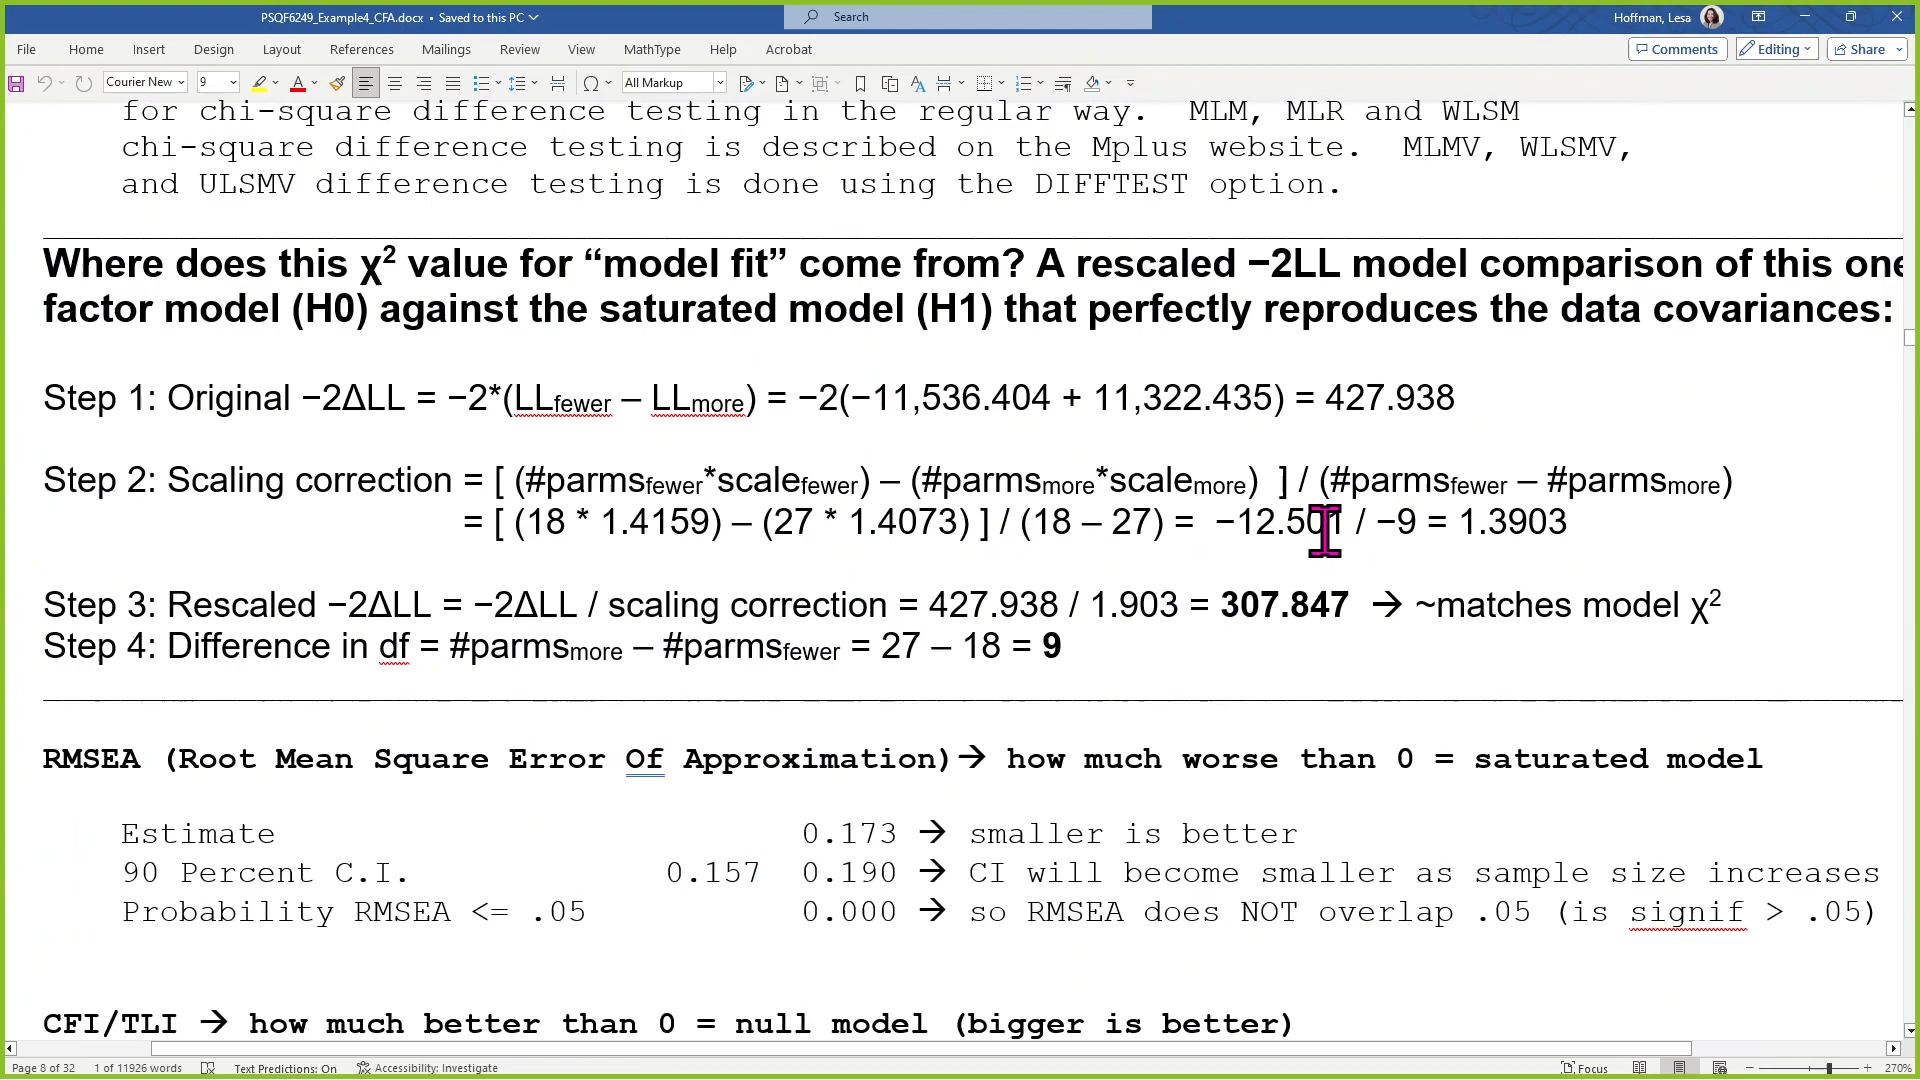 PSQF6249_Example4_CFA.docx • Saved to this PC
Search
Hoffman, Lesa
File Home Insert Design Layout References Mailings Review View MathType Help Acrobat
Comments Editing Share
Courier New 9 All Markup
for chi-square difference testing in the regular way. MLM, MLR and WLSM
chi-square difference testing is described on the Mplus website. MLMV, WLSMV,
and ULSMV difference testing is done using the DIFFTEST option.
Where does this χ² value for “model fit” come from? A rescaled −2LL model comparison of this one
factor model (H0) against the saturated model (H1) that perfectly reproduces the data covariances:
Step 1: Original −2ΔLL = −2*(LLfewer – LLmore) = −2(−11,536.404 + 11,322.435) = 427.938
Step 2: Scaling correction = [ (#parmsfewer*scalefewer) – (#parmsmore*scalemore) ] / (#parmsfewer – #parmsmore)
= [ (18 * 1.4159) – (27 * 1.4073) ] / (18 – 27) = −12.501 / −9 = 1.3903
Step 3: Rescaled −2ΔLL = −2ΔLL / scaling correction = 427.938 / 1.903 = 307.847 → ~matches model χ²
Step 4: Difference in df = #parmsmore – #parmsfewer = 27 – 18 = 9
RMSEA (Root Mean Square Error Of Approximation)→ how much worse than 0 = saturated model
Estimate 0.173 → smaller is better
90 Percent C.I. 0.157 0.190 → CI will become smaller as sample size increases
Probability RMSEA <= .05 0.000 → so RMSEA does NOT overlap .05 (is signif > .05)
CFI/TLI → how much better than 0 = null model (bigger is better)
Page 8 of 32 1 of 11926 words Text Predictions: On Accessibility: Investigate Focus 270%